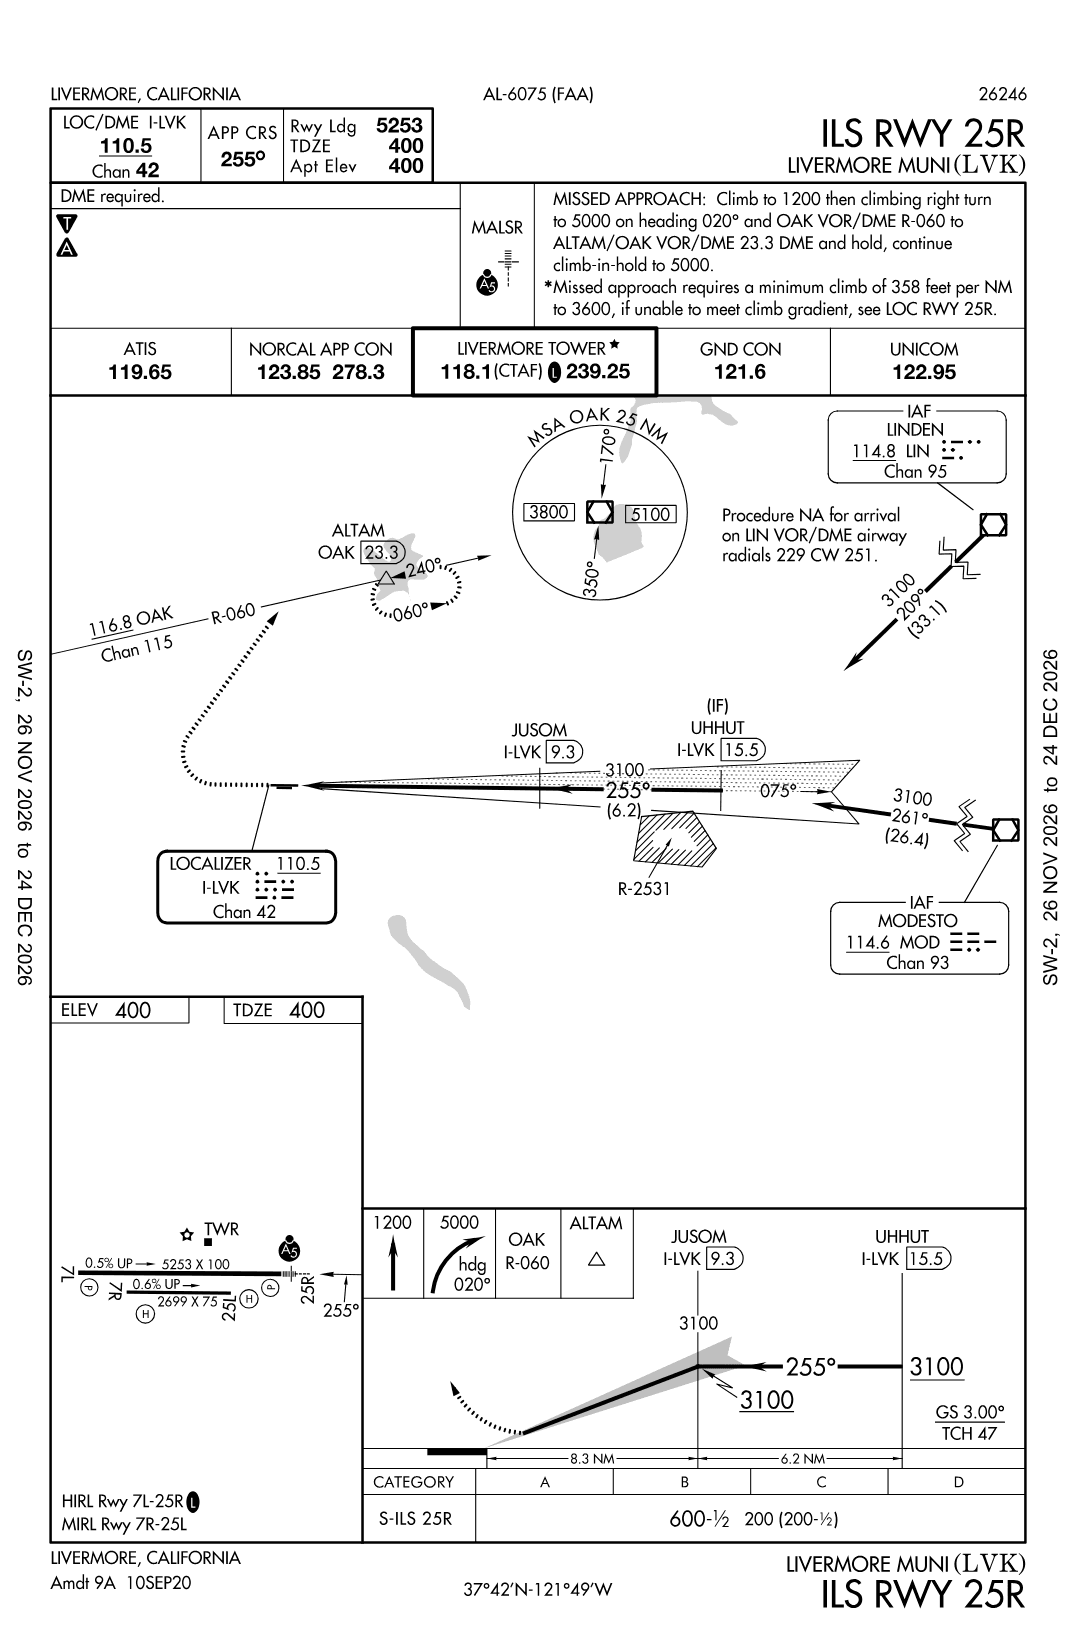 LIVERMORE, CALIFORNIA
AL-6075 (FAA)
26246
LOC/DME I-LVK
110.5
Chan 42
APP CRS
255°
Rwy Ldg 5253
TDZE 400
Apt Elev 400
ILS RWY 25R
LIVERMORE MUNI (LVK)
DME required.
T
A
MALSR
A5
MISSED APPROACH: Climb to 1200 then climbing right turn
to 5000 on heading 020° and OAK VOR/DME R-060 to
ALTAM/OAK VOR/DME 23.3 DME and hold, continue
climb-in-hold to 5000.
*Missed approach requires a minimum climb of 358 feet per NM
to 3600, if unable to meet climb gradient, see LOC RWY 25R.
ATIS
119.65
NORCAL APP CON
123.85 278.3
LIVERMORE TOWER★
118.1 (CTAF) L 239.25
GND CON
121.6
UNICOM
122.95
MSA OAK 25 NM
170°
3800
5100
350°
IAF
LINDEN
114.8 LIN
Chan 95
Procedure NA for arrival
on LIN VOR/DME airway
radials 229 CW 251.
3100
209°
(33.1)
ALTAM
OAK 23.3
240°
060°
116.8 OAK
R-060
Chan 115
(IF)
UHHUT
I-LVK 15.5
JUSOM
I-LVK 9.3
3100
255°
(6.2)
075°
3100
261°
(26.4)
R-2531
LOCALIZER 110.5
I-LVK
Chan 42
IAF
MODESTO
114.6 MOD
Chan 93
SW-2, 26 NOV 2026 to 24 DEC 2026
SW-2, 26 NOV 2026 to 24 DEC 2026
ELEV 400
TDZE 400
TWR
A5
0.5% UP
5253 X 100
7L
P
7R
0.6% UP
2699 X 75
H
25L
H
P
25R
255°
HIRL Rwy 7L-25R L
MIRL Rwy 7R-25L
1200
5000
hdg
020°
OAK
R-060
ALTAM
JUSOM
I-LVK 9.3
UHHUT
I-LVK 15.5
3100
255°
3100
3100
GS 3.00°
TCH 47
8.3 NM
6.2 NM
CATEGORY
A
B
C
D
S-ILS 25R
600-½ 200 (200-½)
LIVERMORE, CALIFORNIA
Amdt 9A 10SEP20
37°42'N-121°49'W
LIVERMORE MUNI (LVK)
ILS RWY 25R